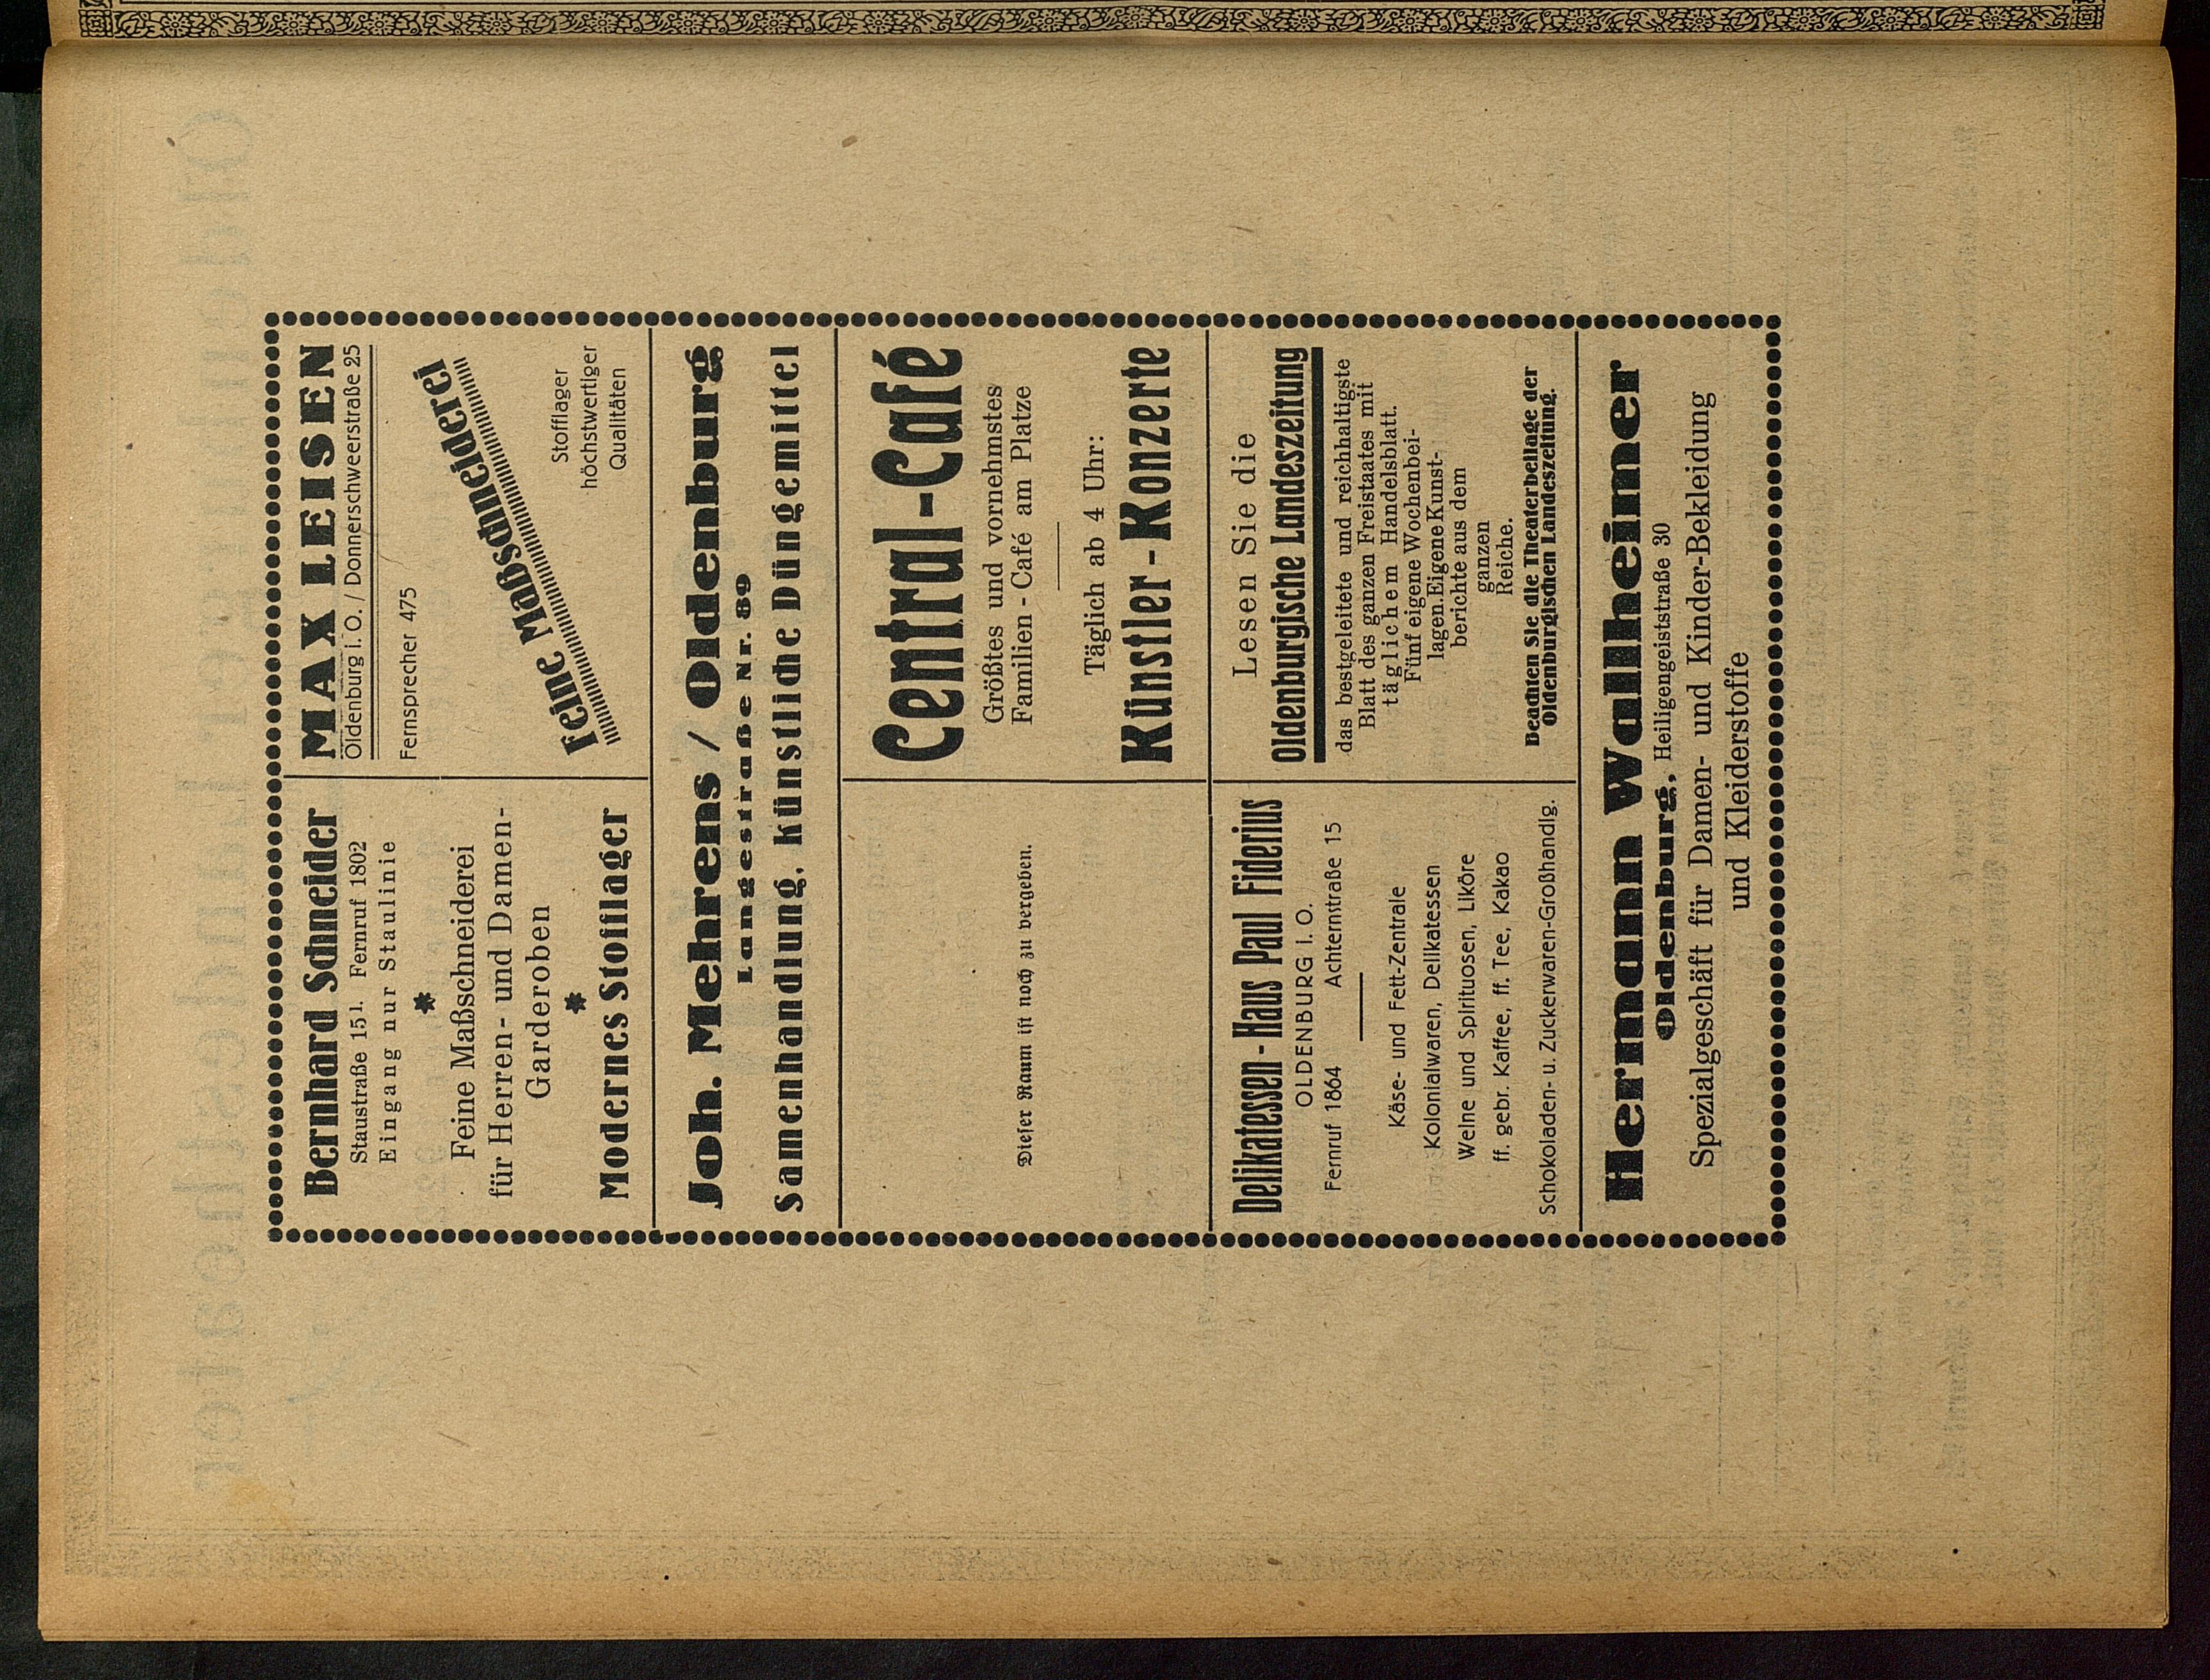 Bernhard Schneider
Staustraße 15 I. Fernruf 1802
Eingang nur Staulinie
*
Feine Maßschneiderei
für Herren- und Damen-
Garderoben
*
Modernes Stofflager
MAX LEISEN
Oldenburg i. O. / Donnerschweerstraße 25
Fernsprecher 475
Feine Maßschneiderei
Stofflager
höchstwertiger
Qualitäten
Joh. Mehrens / Oldenburg
Langestraße Nr. 89
Samenhandlung, künstliche Düngemittel
Dieser Raum ist noch zu vergeben.
Central-Café
Größtes und vornehmstes
Familien-Café am Platze
Täglich ab 4 Uhr:
Künstler-Konzerte
Delikatessen-Haus Paul Fiderius
OLDENBURG I. O.
Fernruf 1864 Achternstraße 15
Käse- und Fett-Zentrale
Kolonialwaren, Delikatessen
Weine und Spirituosen, Liköre
ff. gebr. Kaffee, ff. Tee, Kakao
Schokoladen- u. Zuckerwaren-Großhandlg.
Lesen Sie die
Oldenburgische Landeszeitung
das bestgeleitete und reichhaltigste
Blatt des ganzen Freistaates mit
täglichem Handelsblatt.
Fünf eigene Wochenbei-
lagen. Eigene Kunst-
berichte aus dem
ganzen
Reiche.
Beachten Sie die Theaterbeilage der
Oldenburgischen Landeszeitung.
Hermann Wallheimer
Oldenburg, Heiligengeiststraße 30
Spezialgeschäft für Damen- und Kinder-Bekleidung
und Kleiderstoffe